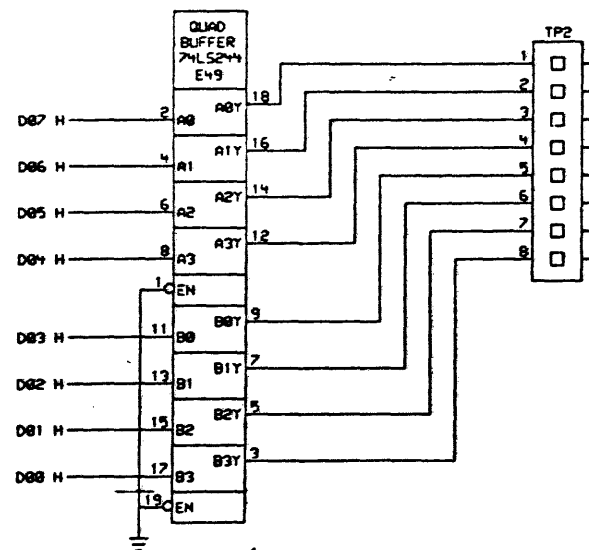 QUAD
BUFFER
74LS244
E49
TP2
1
2
3
4
5
6
7
8
D07 H 2 A0 A0Y 18
D06 H 4 A1 A1Y 16
D05 H 6 A2 A2Y 14
D04 H 8 A3 A3Y 12
1 EN
D03 H 11 B0 B0Y 9
D02 H 13 B1 B1Y 7
D01 H 15 B2 B2Y 5
D00 H 17 B3 B3Y 3
19 EN